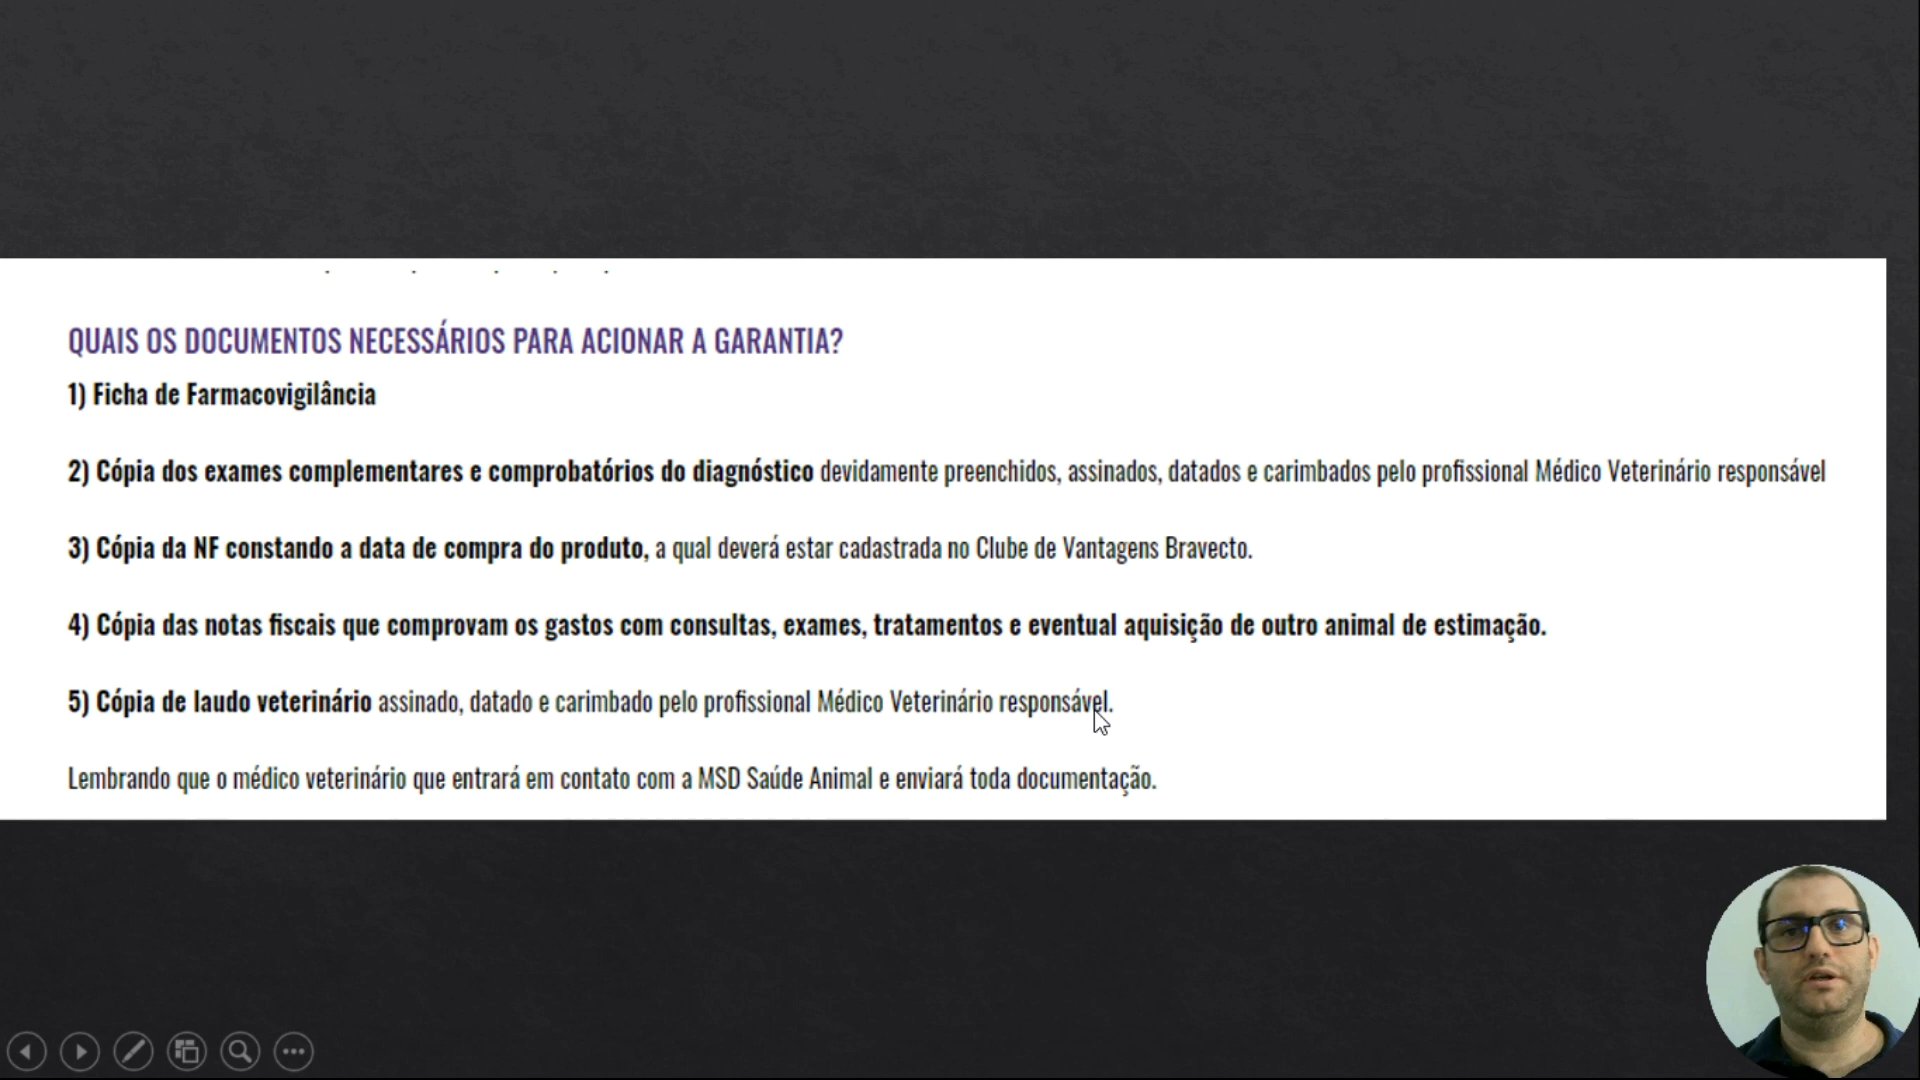 QUAIS OS DOCUMENTOS NECESSÁRIOS PARA ACIONAR A GARANTIA?
1) Ficha de Farmacovigilância
2) Cópia dos exames complementares e comprobatórios do diagnóstico devidamente preenchidos, assinados, datados e carimbados pelo profissional Médico Veterinário responsável
3) Cópia da NF constando a data de compra do produto, a qual deverá estar cadastrada no Clube de Vantagens Bravecto.
4) Cópia das notas fiscais que comprovam os gastos com consultas, exames, tratamentos e eventual aquisição de outro animal de estimação.
5) Cópia de laudo veterinário assinado, datado e carimbado pelo profissional Médico Veterinário responsável.
Lembrando que o médico veterinário que entrará em contato com a MSD Saúde Animal e enviará toda documentação.